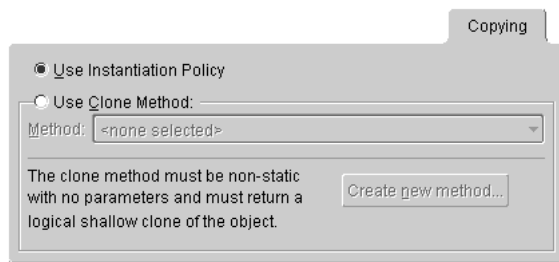 Copying
Use Instantiation Policy
Use Clone Method:
Method: <none selected>
The clone method must be non-static
with no parameters and must return a
logical shallow clone of the object.
Create new method...